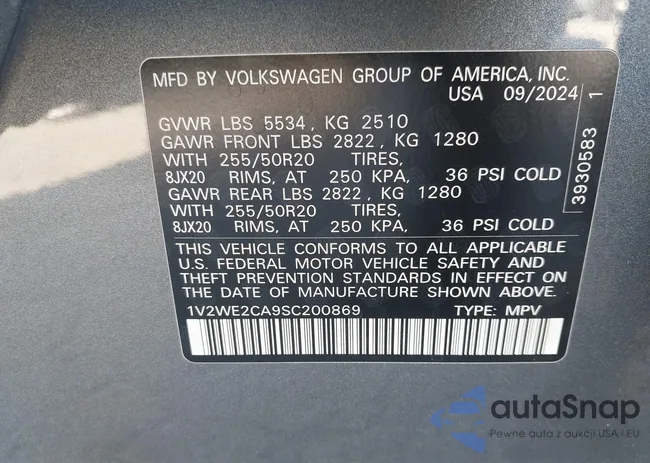 MFD BY VOLKSWAGEN GROUP OF AMERICA, INC.
USA 09/2024
GVWR LBS 5534, KG 2510
GAWR FRONT LBS 2822, KG 1280
WITH 255/50R20 TIRES,
8JX20 RIMS, AT 250 KPA, 36 PSI COLD
GAWR REAR LBS 2822, KG 1280
WITH 255/50R20 TIRES,
8JX20 RIMS, AT 250 KPA, 36 PSI COLD
THIS VEHICLE CONFORMS TO ALL APPLICABLE
U.S. FEDERAL MOTOR VEHICLE SAFETY AND
THEFT PREVENTION STANDARDS IN EFFECT ON
THE DATE OF MANUFACTURE SHOWN ABOVE.
1V2WE2CA9SC200869 TYPE: MPV
3930583 1
autaSnap
Pewne auta z aukcji USA i EU